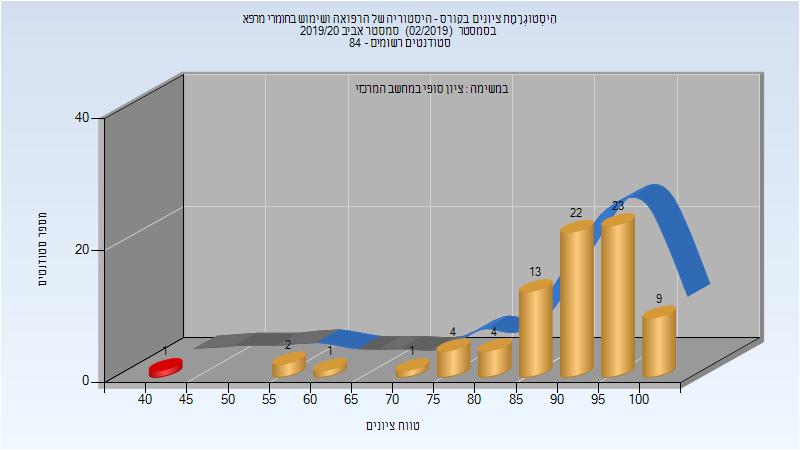 הִיסְטוֹגְרָמַת ציונים בקורס - היסטוריה של הרפואה ושימוש בחומרי מרפא
בסמסטר (02/2019) סמסטר אביב 2019/20
סטודנטים רשומים - 84
במשימה : ציון סופי במחשב המרכזי
40
20
0
מספר סטודנטים
1
2
1
1
4
4
13
22
23
9
40 45 50 55 60 65 70 75 80 85 90 95 100
טווח ציונים